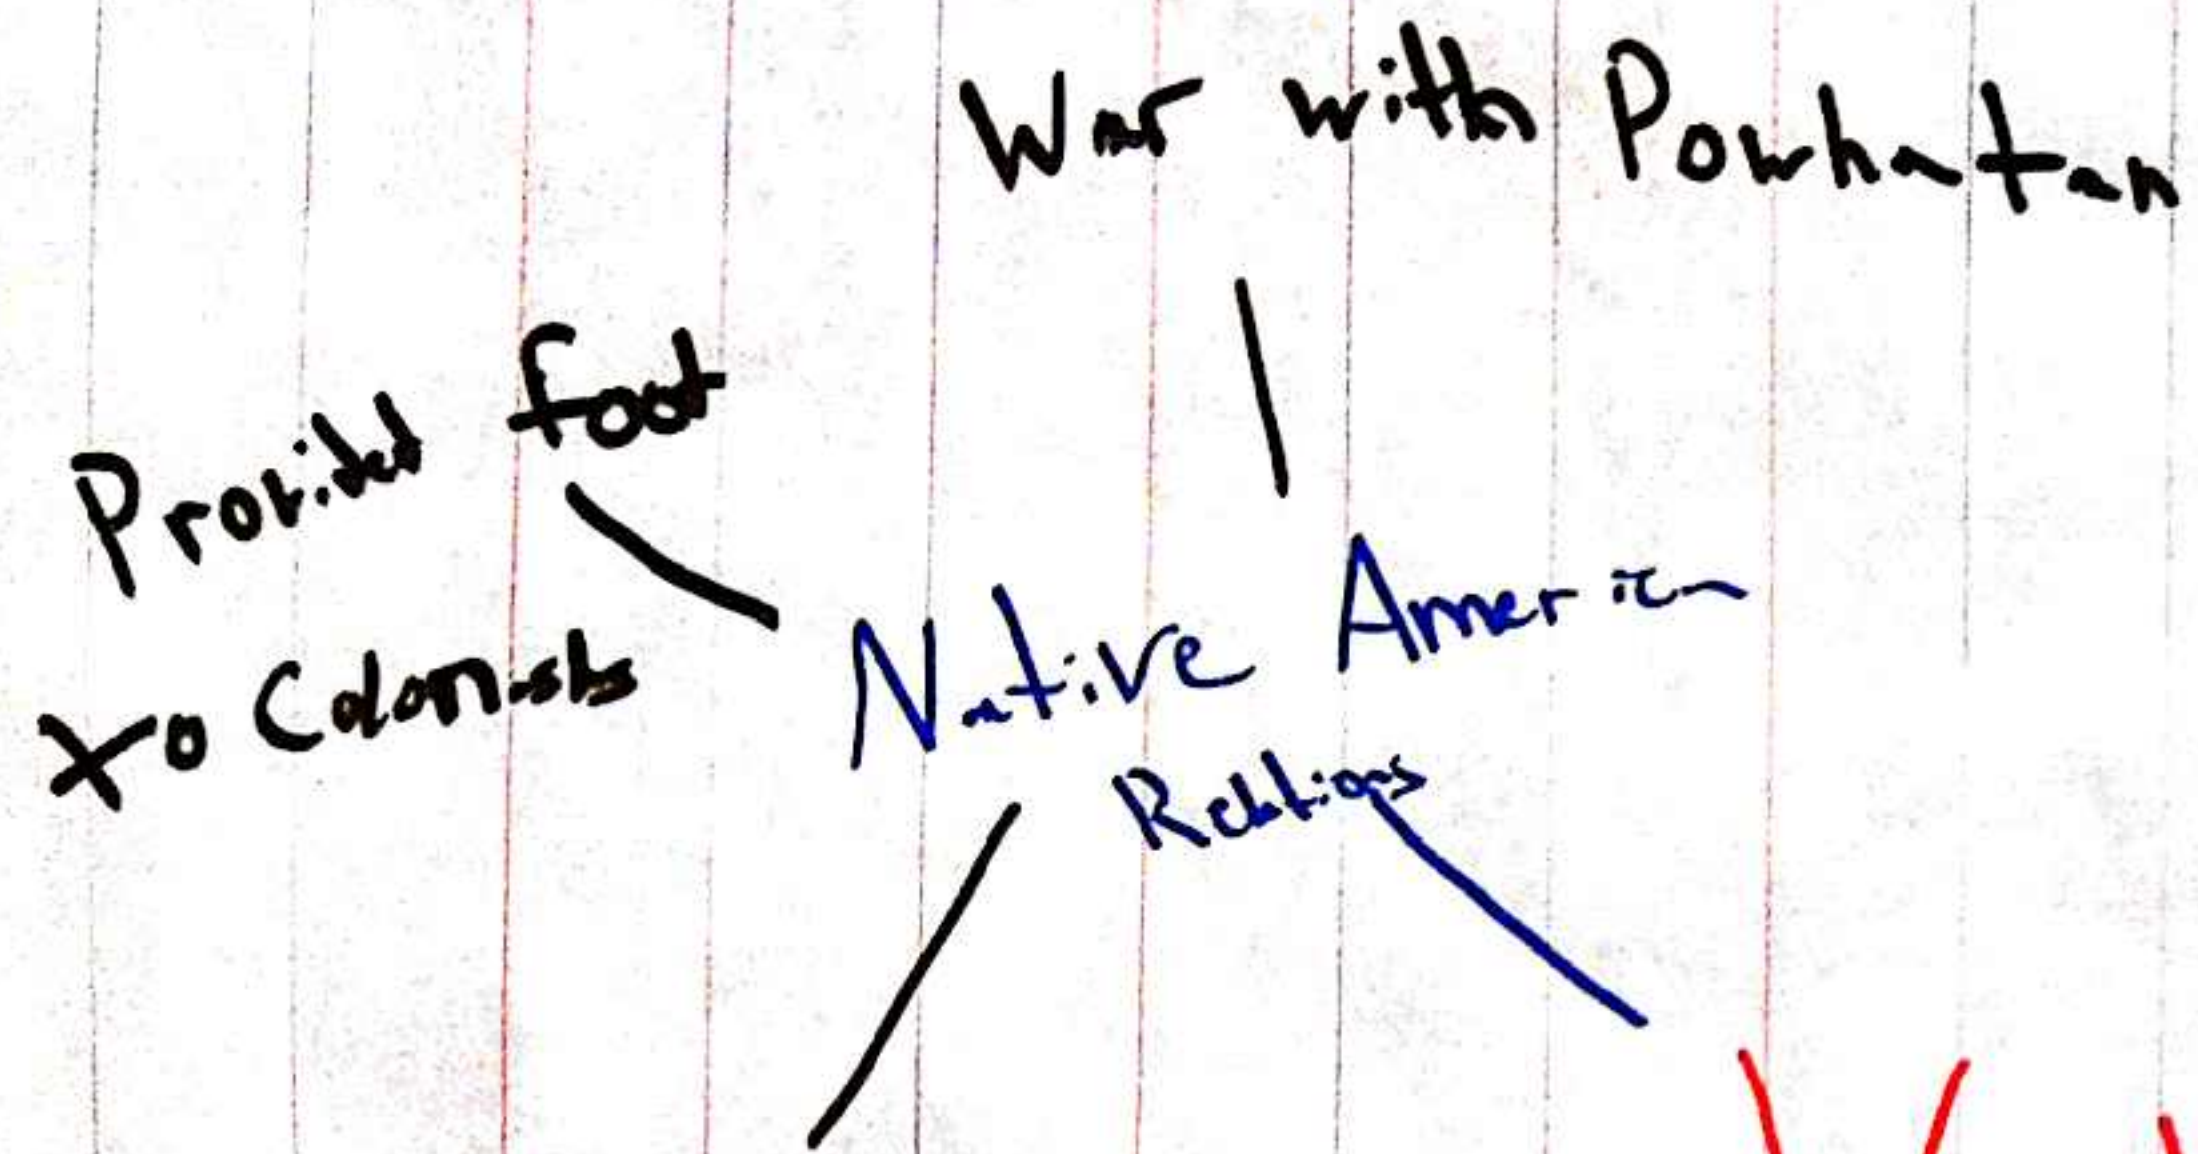 War with Powhatan
Provided food
to Colonists
Native American
Relations